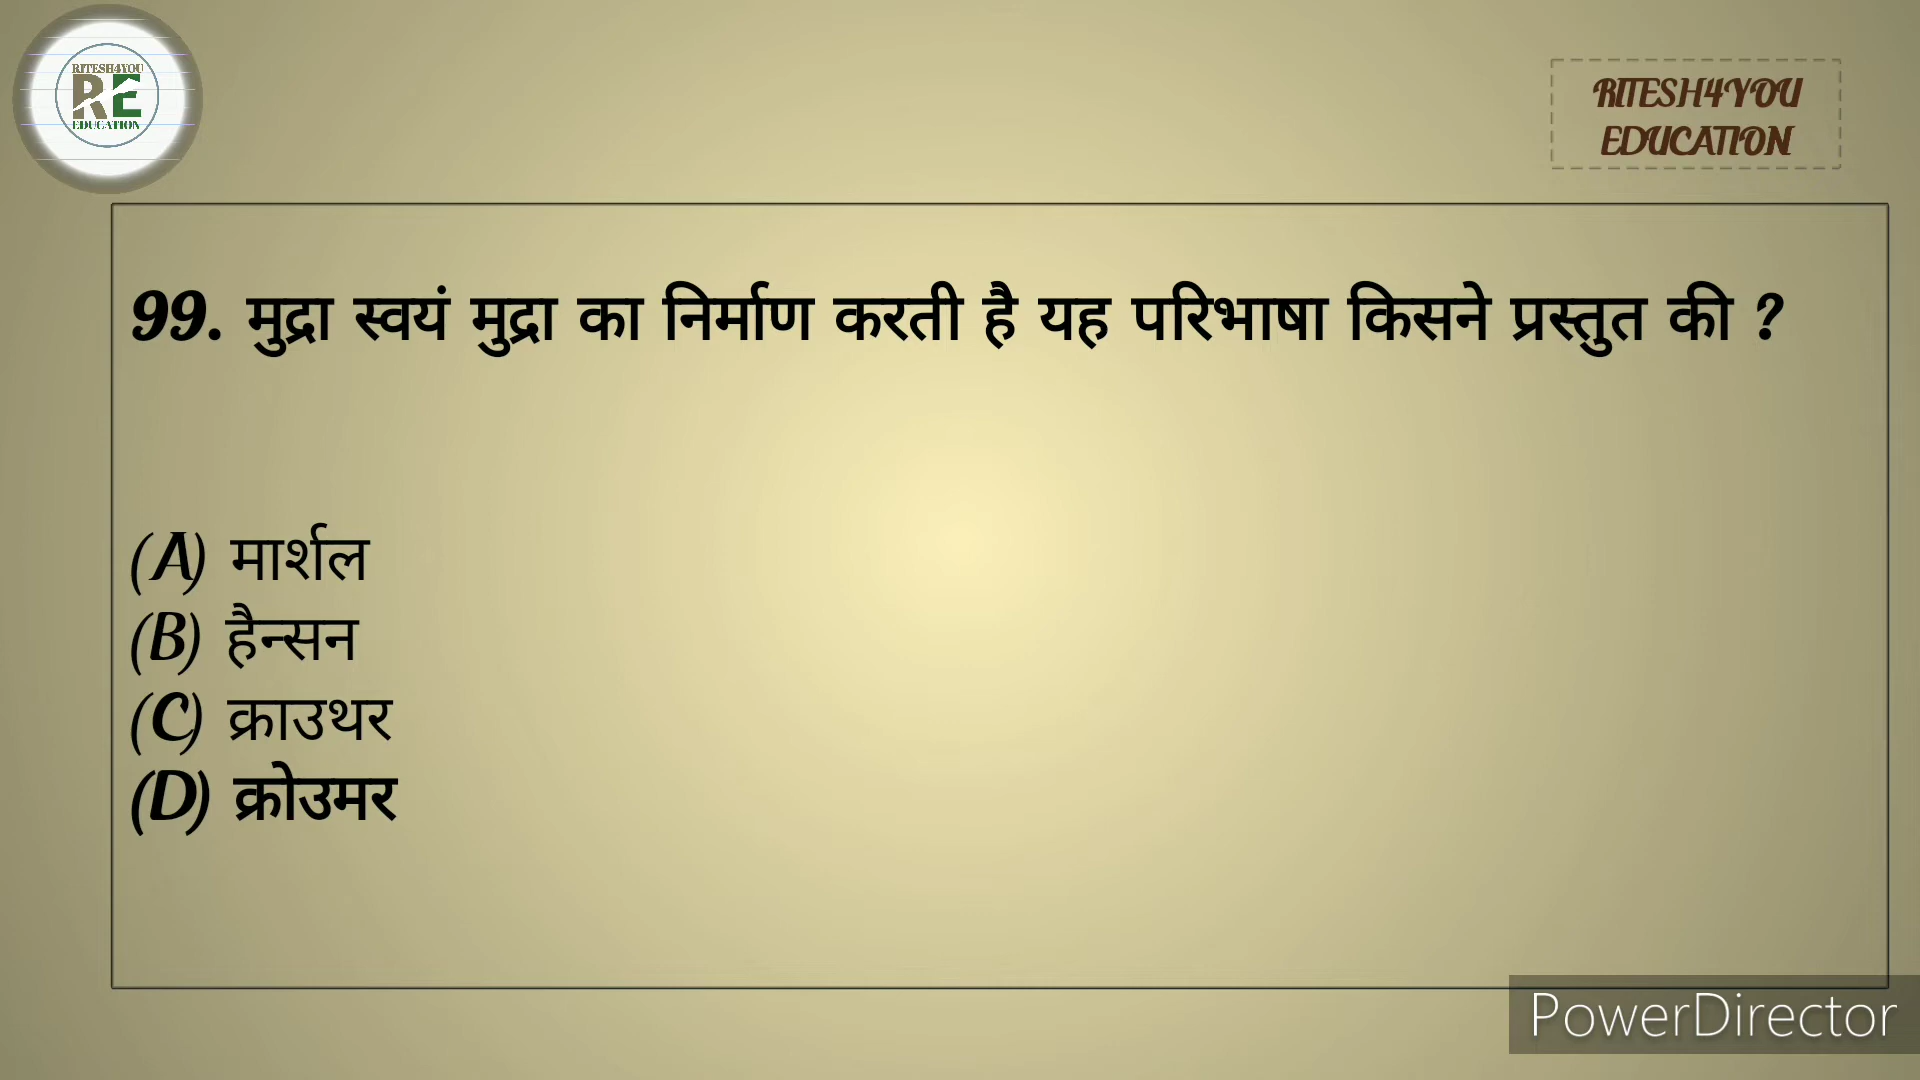 RITESH4YOU
RE
EDUCATION
RITESH4YOU
EDUCATION
99. मुद्रा स्वयं मुद्रा का निर्माण करती है यह परिभाषा किसने प्रस्तुत की ?
(A) मार्शल
(B) हैन्सन
(C) क्राउथर
(D) क्रोउमर
PowerDirector